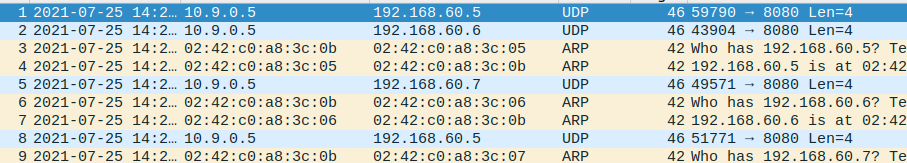 1 2021-07-25 14:2… 10.9.0.5 192.168.60.5 UDP 46 59790 → 8080 Len=4
2 2021-07-25 14:2… 10.9.0.5 192.168.60.6 UDP 46 43904 → 8080 Len=4
3 2021-07-25 14:2… 02:42:c0:a8:3c:0b 02:42:c0:a8:3c:05 ARP 42 Who has 192.168.60.5? Te
4 2021-07-25 14:2… 02:42:c0:a8:3c:05 02:42:c0:a8:3c:0b ARP 42 192.168.60.5 is at 02:42
5 2021-07-25 14:2… 10.9.0.5 192.168.60.7 UDP 46 49571 → 8080 Len=4
6 2021-07-25 14:2… 02:42:c0:a8:3c:0b 02:42:c0:a8:3c:06 ARP 42 Who has 192.168.60.6? Te
7 2021-07-25 14:2… 02:42:c0:a8:3c:06 02:42:c0:a8:3c:0b ARP 42 192.168.60.6 is at 02:42
8 2021-07-25 14:2… 10.9.0.5 192.168.60.5 UDP 46 51771 → 8080 Len=4
9 2021-07-25 14:2… 02:42:c0:a8:3c:0b 02:42:c0:a8:3c:07 ARP 42 Who has 192.168.60.7? Te